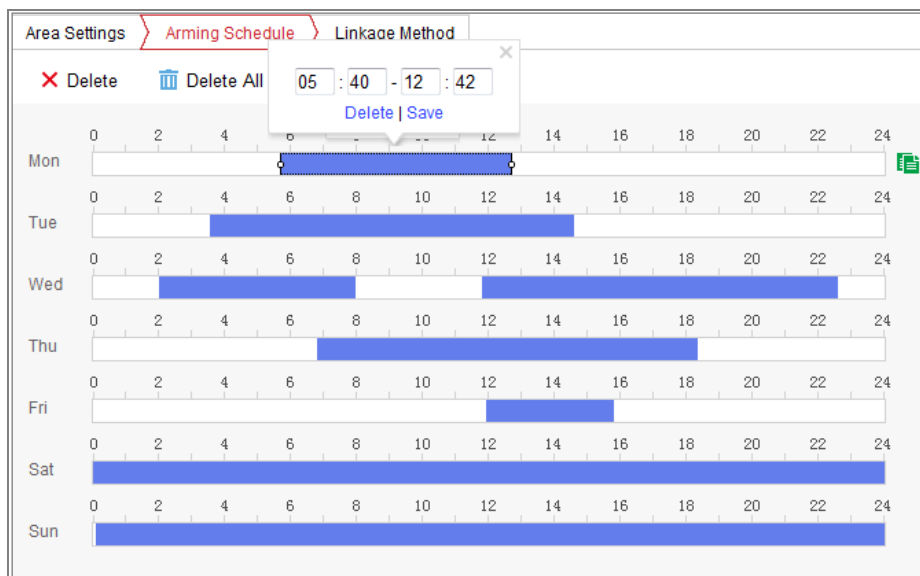 Area Settings Arming Schedule Linkage Method
Delete Delete All
05 : 40 - 12 : 42
Delete | Save
0 2 4 6 8 10 12 14 16 18 20 22 24
Mon
0 2 4 6 8 10 12 14 16 18 20 22 24
Tue
0 2 4 6 8 10 12 14 16 18 20 22 24
Wed
0 2 4 6 8 10 12 14 16 18 20 22 24
Thu
0 2 4 6 8 10 12 14 16 18 20 22 24
Fri
0 2 4 6 8 10 12 14 16 18 20 22 24
Sat
0 2 4 6 8 10 12 14 16 18 20 22 24
Sun